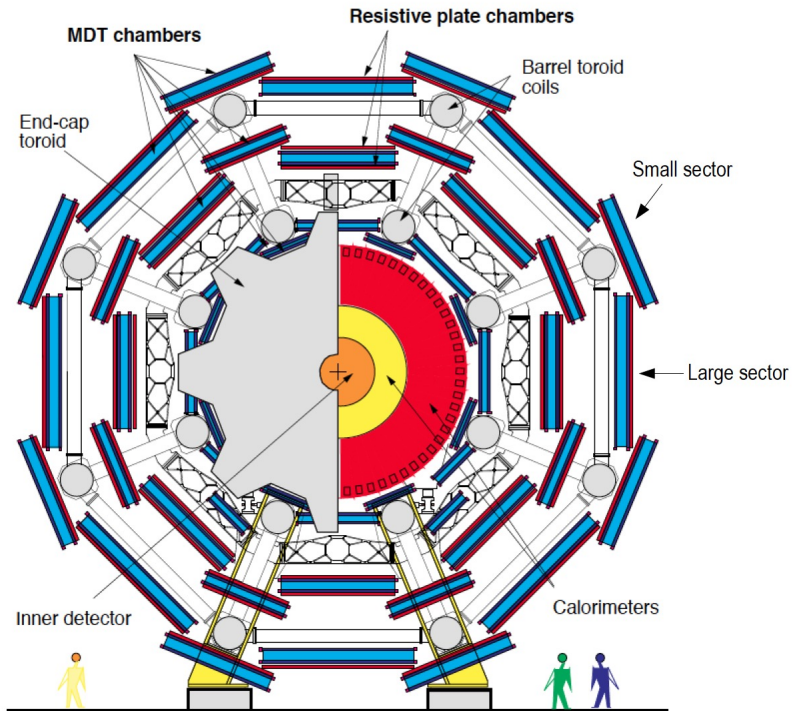 Resistive plate chambers
MDT chambers
Barrel toroid
coils
End-cap
toroid
Small sector
Large sector
Inner detector
Calorimeters